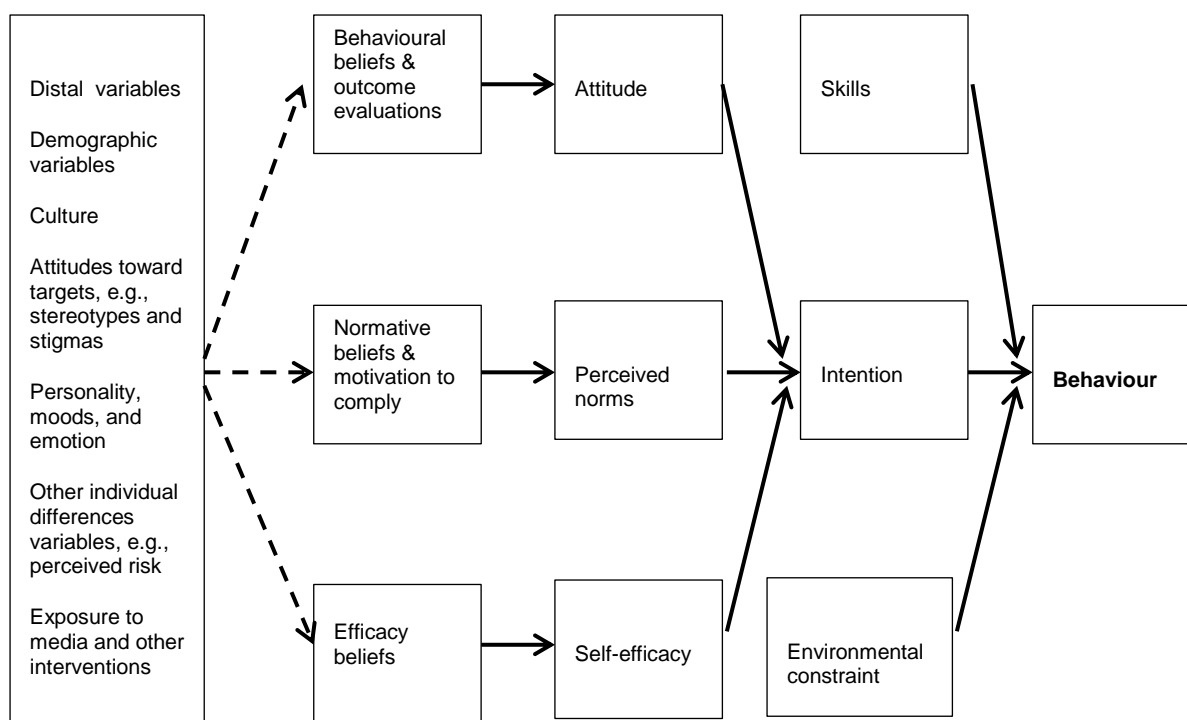 Distal variables
Demographic
variables
Culture
Attitudes toward
targets, e.g.,
stereotypes and
stigmas
Personality,
moods, and
emotion
Other individual
differences
variables, e.g.,
perceived risk
Exposure to
media and other
interventions
Behavioural
beliefs &
outcome
evaluations
Attitude
Skills
Normative
beliefs &
motivation to
comply
Perceived
norms
Intention
Behaviour
Efficacy
beliefs
Self-efficacy
Environmental
constraint